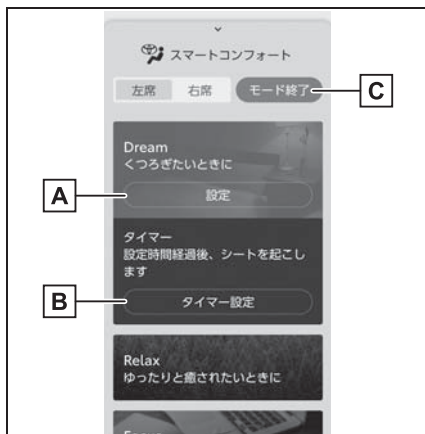 スマートコンフォート
左席 右席 モード終了 C
Dream
くつろぎたいときに
A 設定
タイマー
設定時間経過後、シートを起こし
ます
B タイマー設定
Relax
ゆったりと癒されたいときに